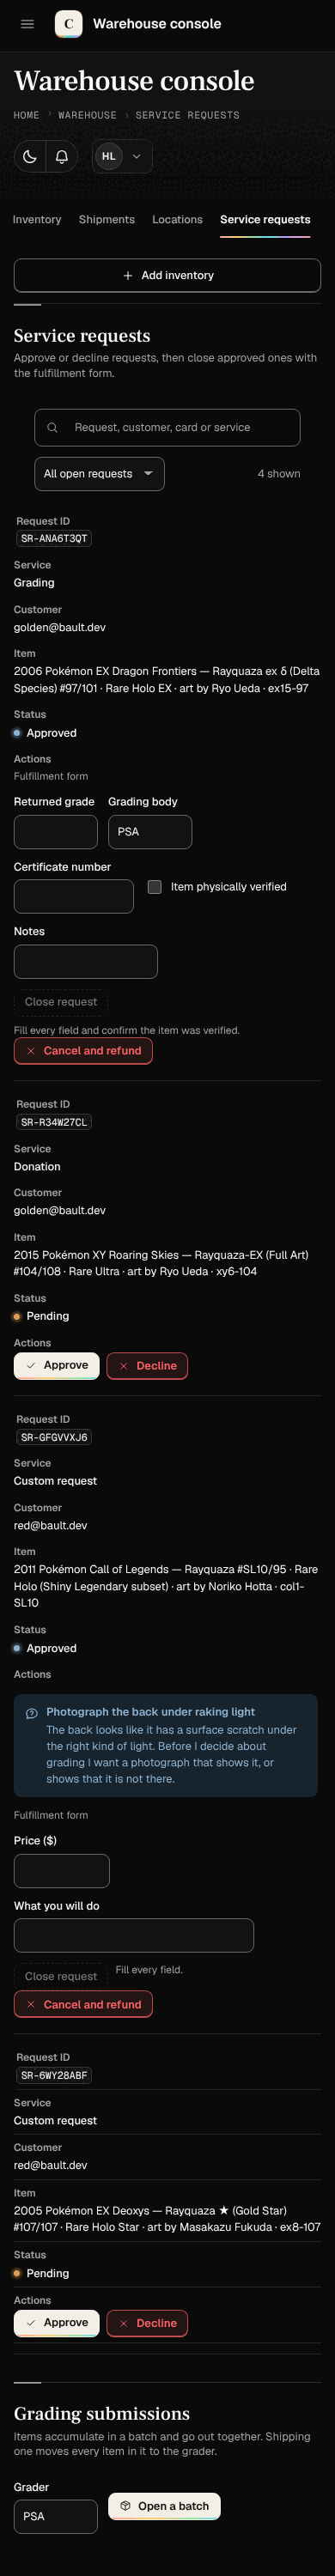 C Warehouse console
Warehouse console
HOME › WAREHOUSE › SERVICE REQUESTS
HL
Inventory Shipments Locations Service requests
+ Add inventory
Service requests
Approve or decline requests, then close approved ones with
the fulfillment form.
Request, customer, card or service
All open requests 4 shown
Request ID
SR-ANA6T3QT
Service
Grading
Customer
golden@bault.dev
Item
2006 Pokémon EX Dragon Frontiers — Rayquaza ex δ (Delta
Species) #97/101 · Rare Holo EX · art by Ryo Ueda · ex15-97
Status
Approved
Actions
Fulfillment form
Returned grade Grading body
PSA
Certificate number
Item physically verified
Notes
Close request
Fill every field and confirm the item was verified.
Cancel and refund
Request ID
SR-R34W27CL
Service
Donation
Customer
golden@bault.dev
Item
2015 Pokémon XY Roaring Skies — Rayquaza-EX (Full Art)
#104/108 · Rare Ultra · art by Ryo Ueda · xy6-104
Status
Pending
Actions
Approve Decline
Request ID
SR-GFGVVXJ6
Service
Custom request
Customer
red@bault.dev
Item
2011 Pokémon Call of Legends — Rayquaza #SL10/95 · Rare
Holo (Shiny Legendary subset) · art by Noriko Hotta · col1-
SL10
Status
Approved
Actions
Photograph the back under raking light
The back looks like it has a surface scratch under
the right kind of light. Before I decide about
grading I want a photograph that shows it, or
shows that it is not there.
Fulfillment form
Price ($)
What you will do
Close request Fill every field.
Cancel and refund
Request ID
SR-6WY28ABF
Service
Custom request
Customer
red@bault.dev
Item
2005 Pokémon EX Deoxys — Rayquaza ★ (Gold Star)
#107/107 · Rare Holo Star · art by Masakazu Fukuda · ex8-107
Status
Pending
Actions
Approve Decline
Grading submissions
Items accumulate in a batch and go out together. Shipping
one moves every item in it to the grader.
Grader
PSA Open a batch